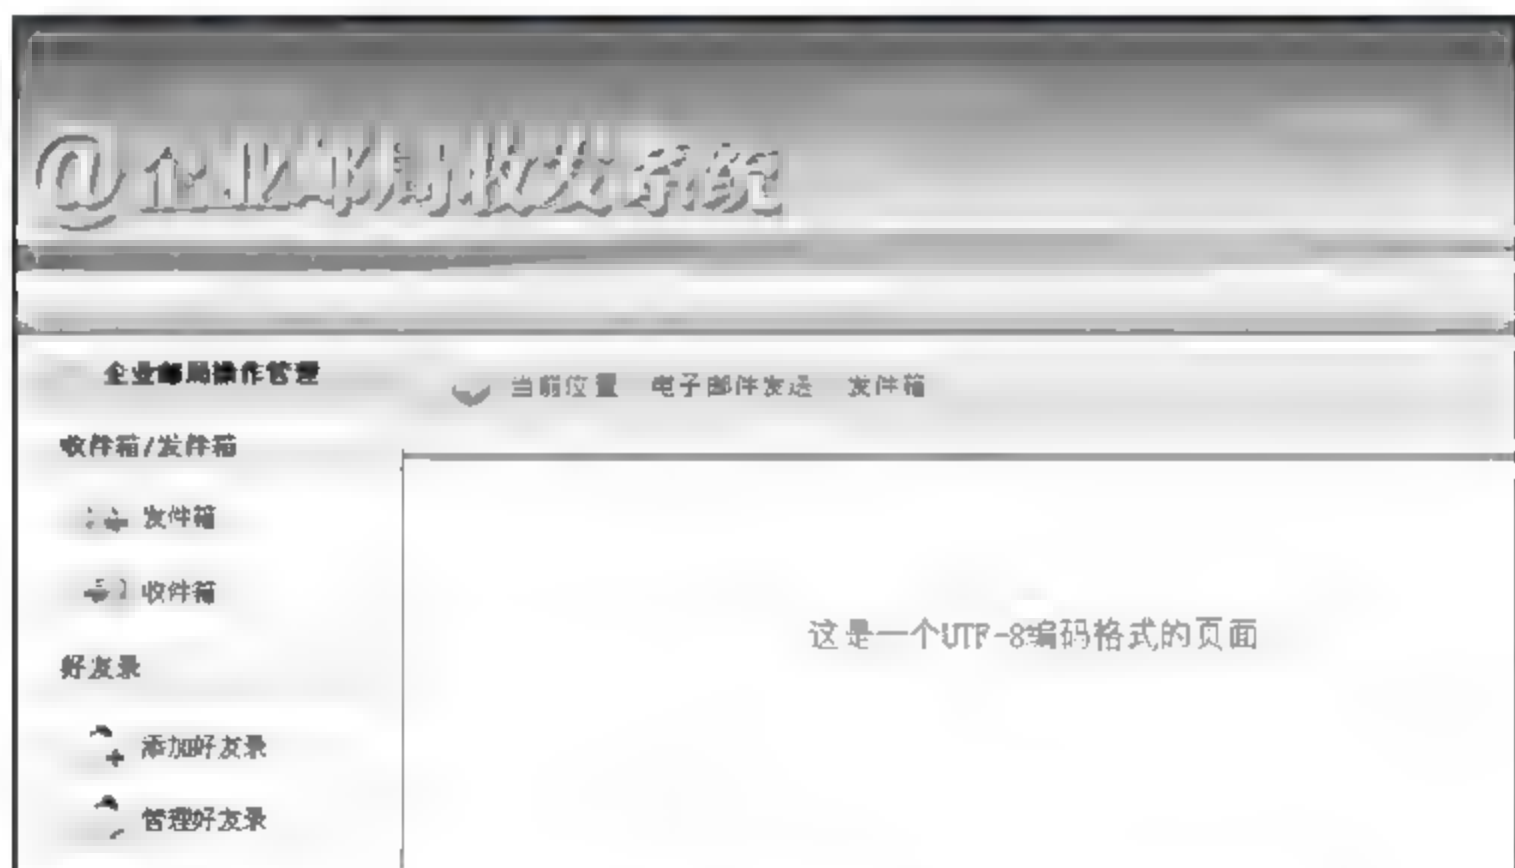 @企业邮局收发系统
企业邮局操作管理
当前位置 电子邮件发送 发件箱
收件箱/发件箱
发件箱
收件箱
这是一个UTF-8编码格式的页面
好友录
添加好友录
管理好友录